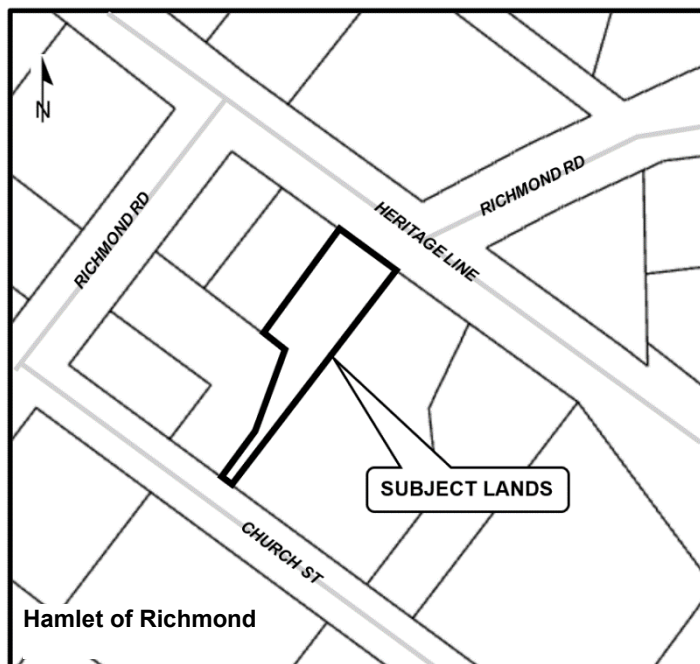 N
RICHMOND RD
RICHMOND RD
HERITAGE LINE
SUBJECT LANDS
CHURCH ST
Hamlet of Richmond